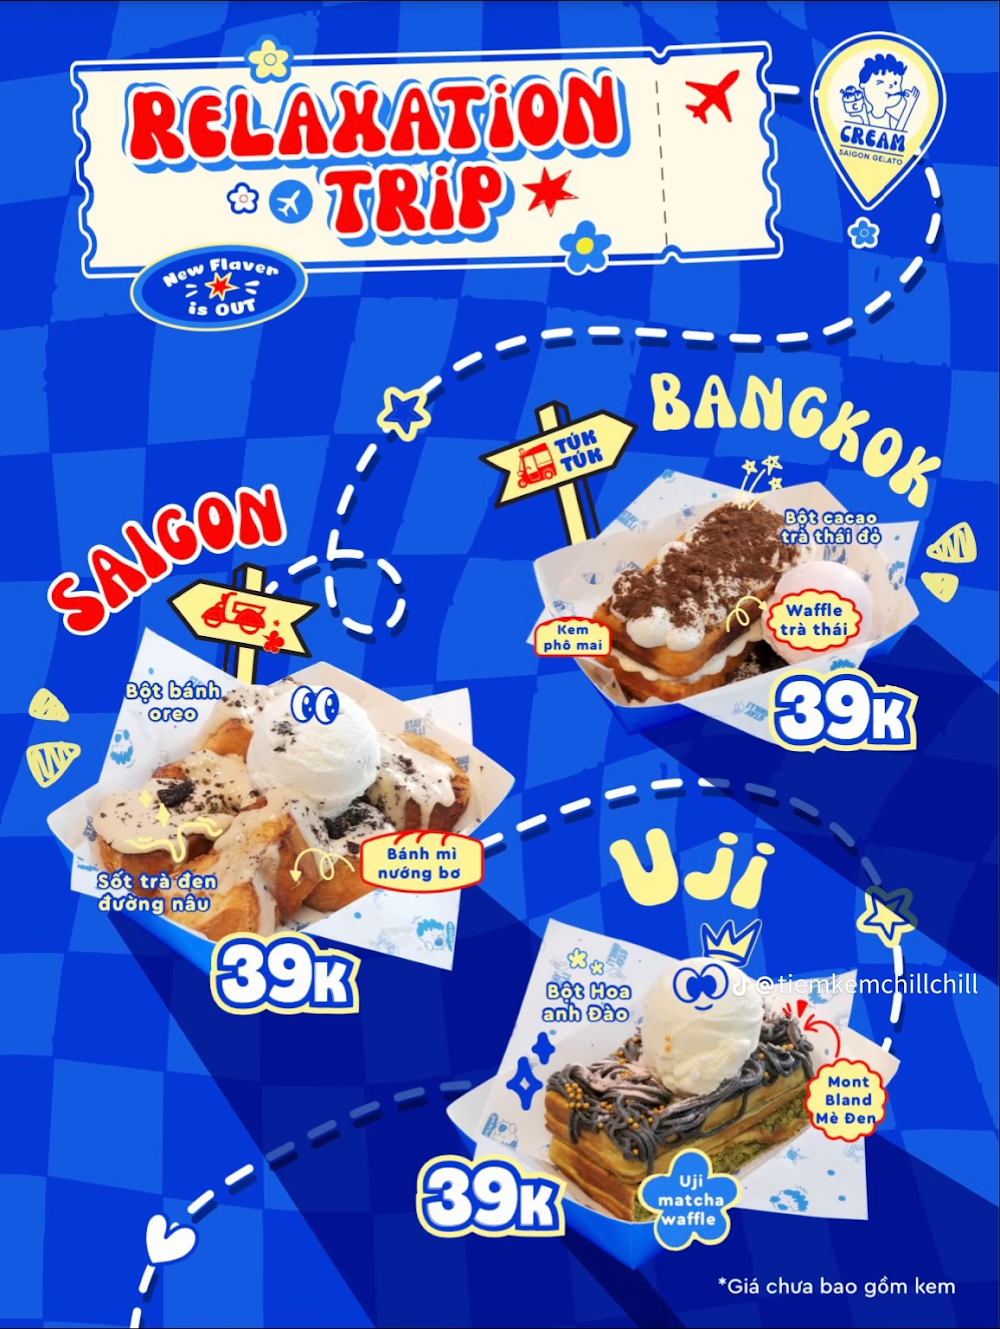 RELAXATION
TRIP
CREAM
SAIGON GELATO
New Flaver
is OUT
BANGKOK
TÚK
TÚK
Bột cacao
trà thái đỏ
Waffle
trà thái
Kem
phô mai
39K
SAIGON
Bột bánh
oreo
Bánh mì
nướng bơ
Sốt trà đen
đường nâu
39K
Uji
@tiemkemchillchill
Bột Hoa
anh Đào
Mont
Bland
Mè Đen
Uji
matcha
waffle
39K
*Giá chưa bao gồm kem